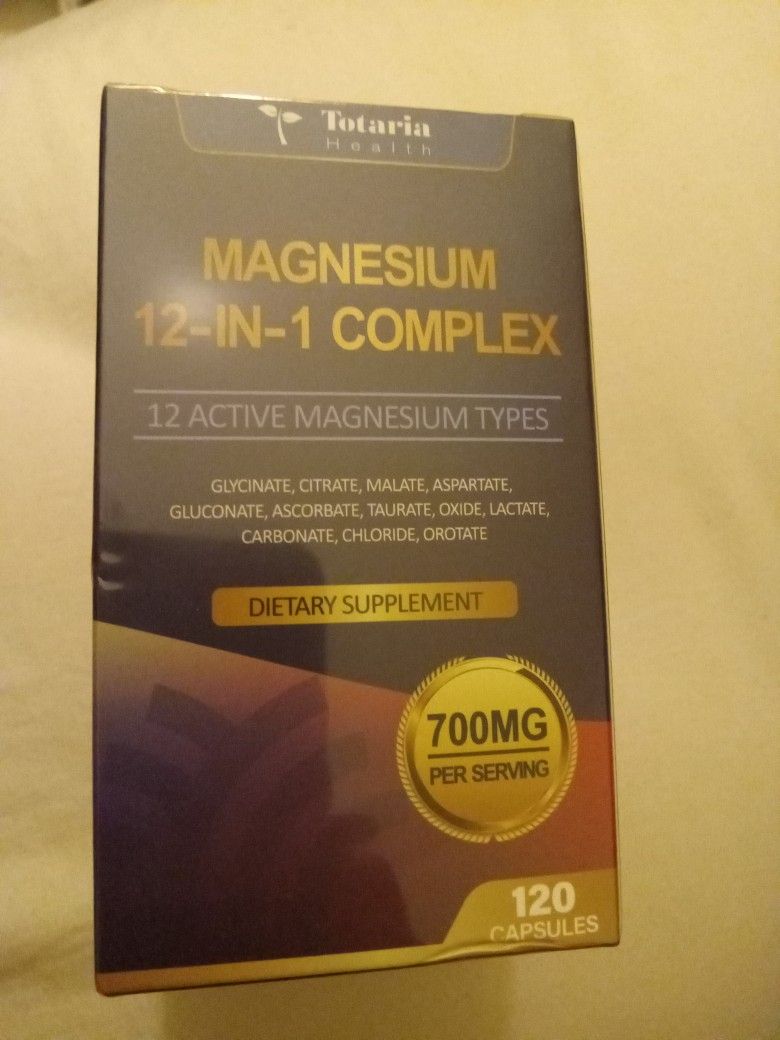 Totaria
Health
MAGNESIUM
12-IN-1 COMPLEX
12 ACTIVE MAGNESIUM TYPES
GLYCINATE, CITRATE, MALATE, ASPARTATE,
GLUCONATE, ASCORBATE, TAURATE, OXIDE, LACTATE,
CARBONATE, CHLORIDE, OROTATE
DIETARY SUPPLEMENT
700MG
PER SERVING
120
CAPSULES